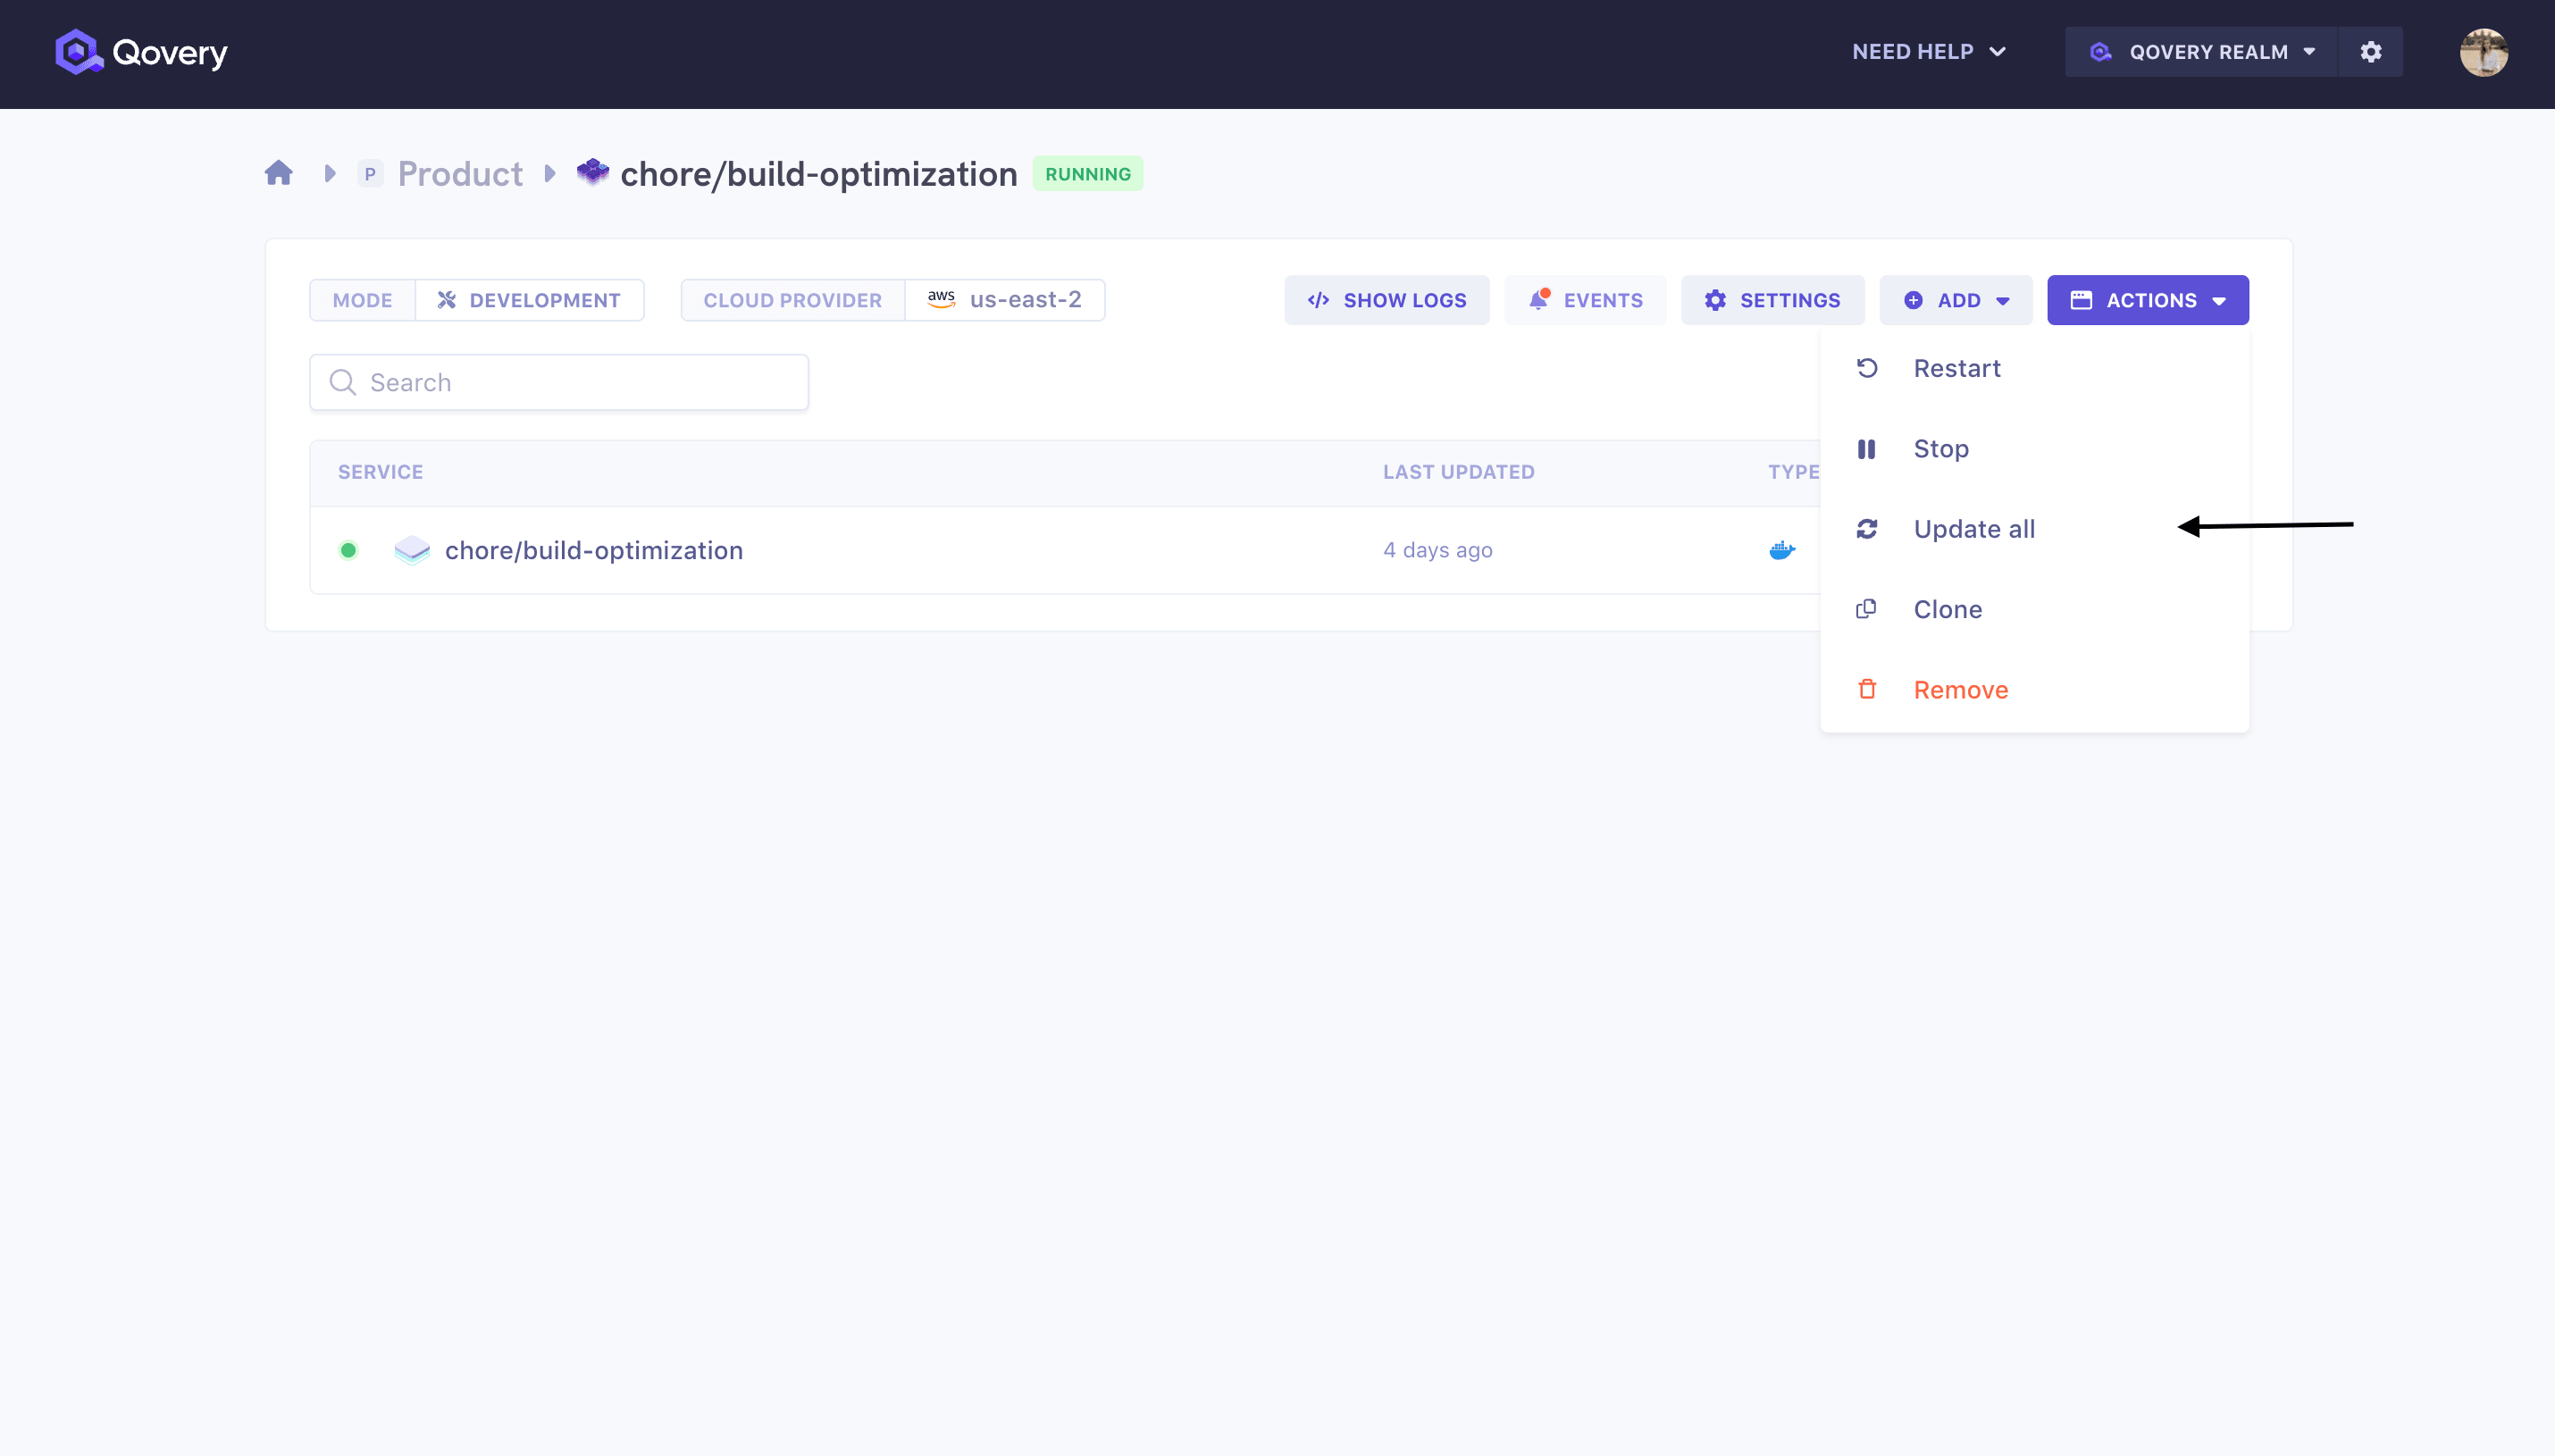 Qovery
NEED HELP
QOVERY REALM
P Product chore/build-optimization RUNNING
MODE DEVELOPMENT
CLOUD PROVIDER aws us-east-2
SHOW LOGS
EVENTS
SETTINGS
ADD
ACTIONS
Search
Restart
Stop
Update all
Clone
Remove
SERVICE LAST UPDATED TYPE
chore/build-optimization 4 days ago